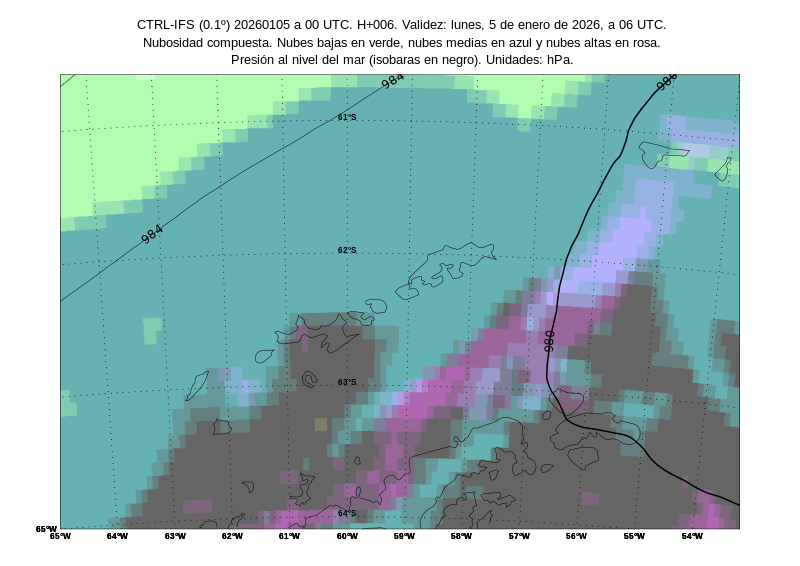 CTRL-IFS (0.1º) 20260105 a 00 UTC. H+006. Validez: lunes, 5 de enero de 2026, a 06 UTC.
Nubosidad compuesta. Nubes bajas en verde, nubes medias en azul y nubes altas en rosa.
Presión al nivel del mar (isobaras en negro). Unidades: hPa.
984
980
61°S
984
62°S
980
63°S
64°S
65°W
65°W 64°W 63°W 62°W 61°W 60°W 59°W 58°W 57°W 56°W 55°W 54°W